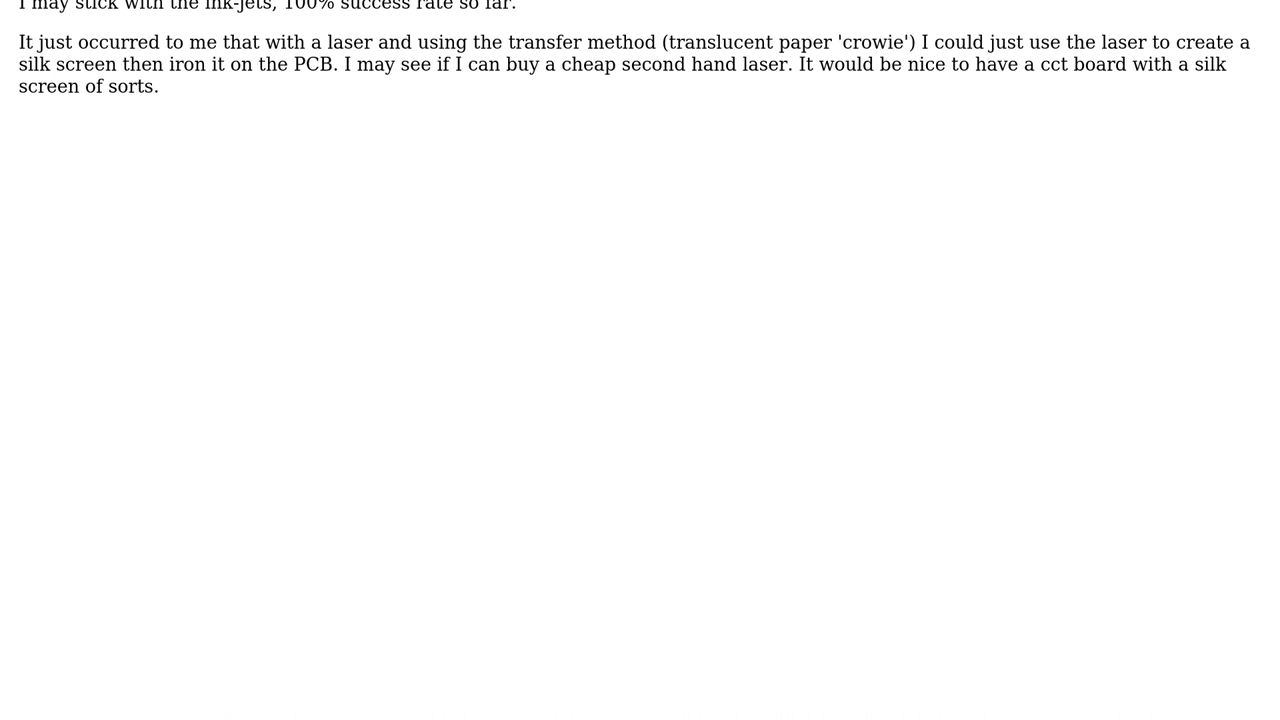 I may stick with the ink-jets, 100% success rate so far.
It just occurred to me that with a laser and using the transfer method (translucent paper 'crowie') I could just use the laser to create a
silk screen then iron it on the PCB. I may see if I can buy a cheap second hand laser. It would be nice to have a cct board with a silk
screen of sorts.